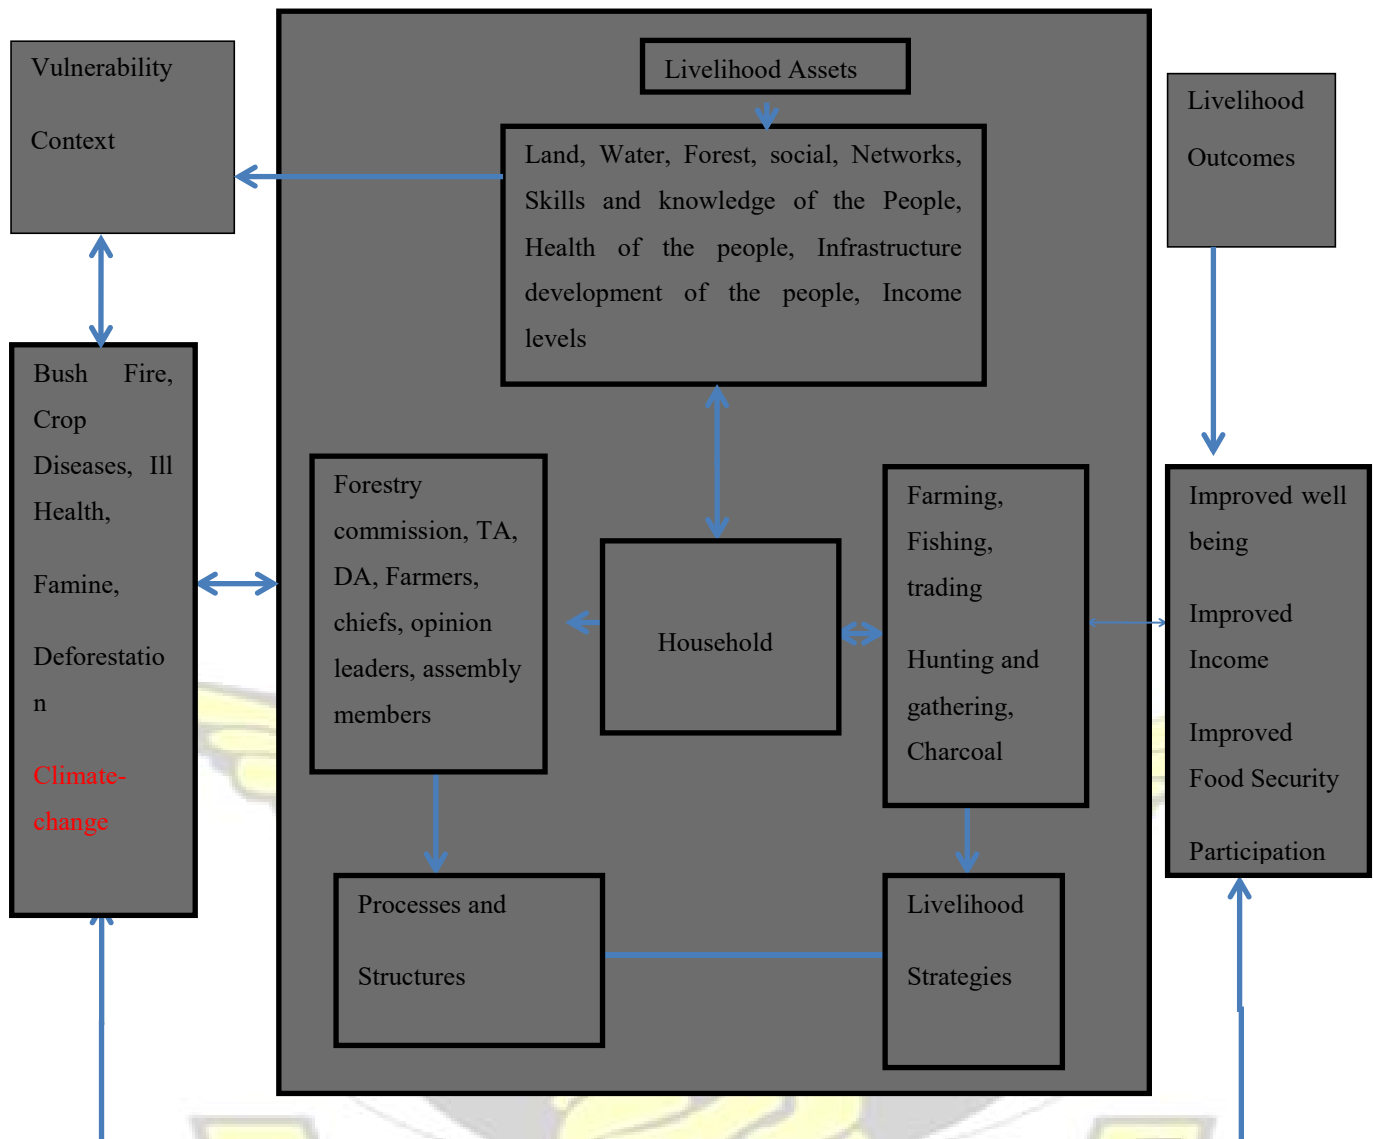 Vulnerability
Context
Livelihood Assets
Livelihood
Outcomes
Land, Water, Forest, social, Networks,
Skills and knowledge of the People,
Health of the people, Infrastructure
development of the people, Income
levels
Bush Fire,
Crop
Diseases, Ill
Health,
Famine,
Deforestatio
n
Climate-
change
Forestry
commission, TA,
DA, Farmers,
chiefs, opinion
leaders, assembly
members
Household
Farming,
Fishing,
trading
Hunting and
gathering,
Charcoal
Improved well
being
Improved
Income
Improved
Food Security
Participation
Processes and
Structures
Livelihood
Strategies